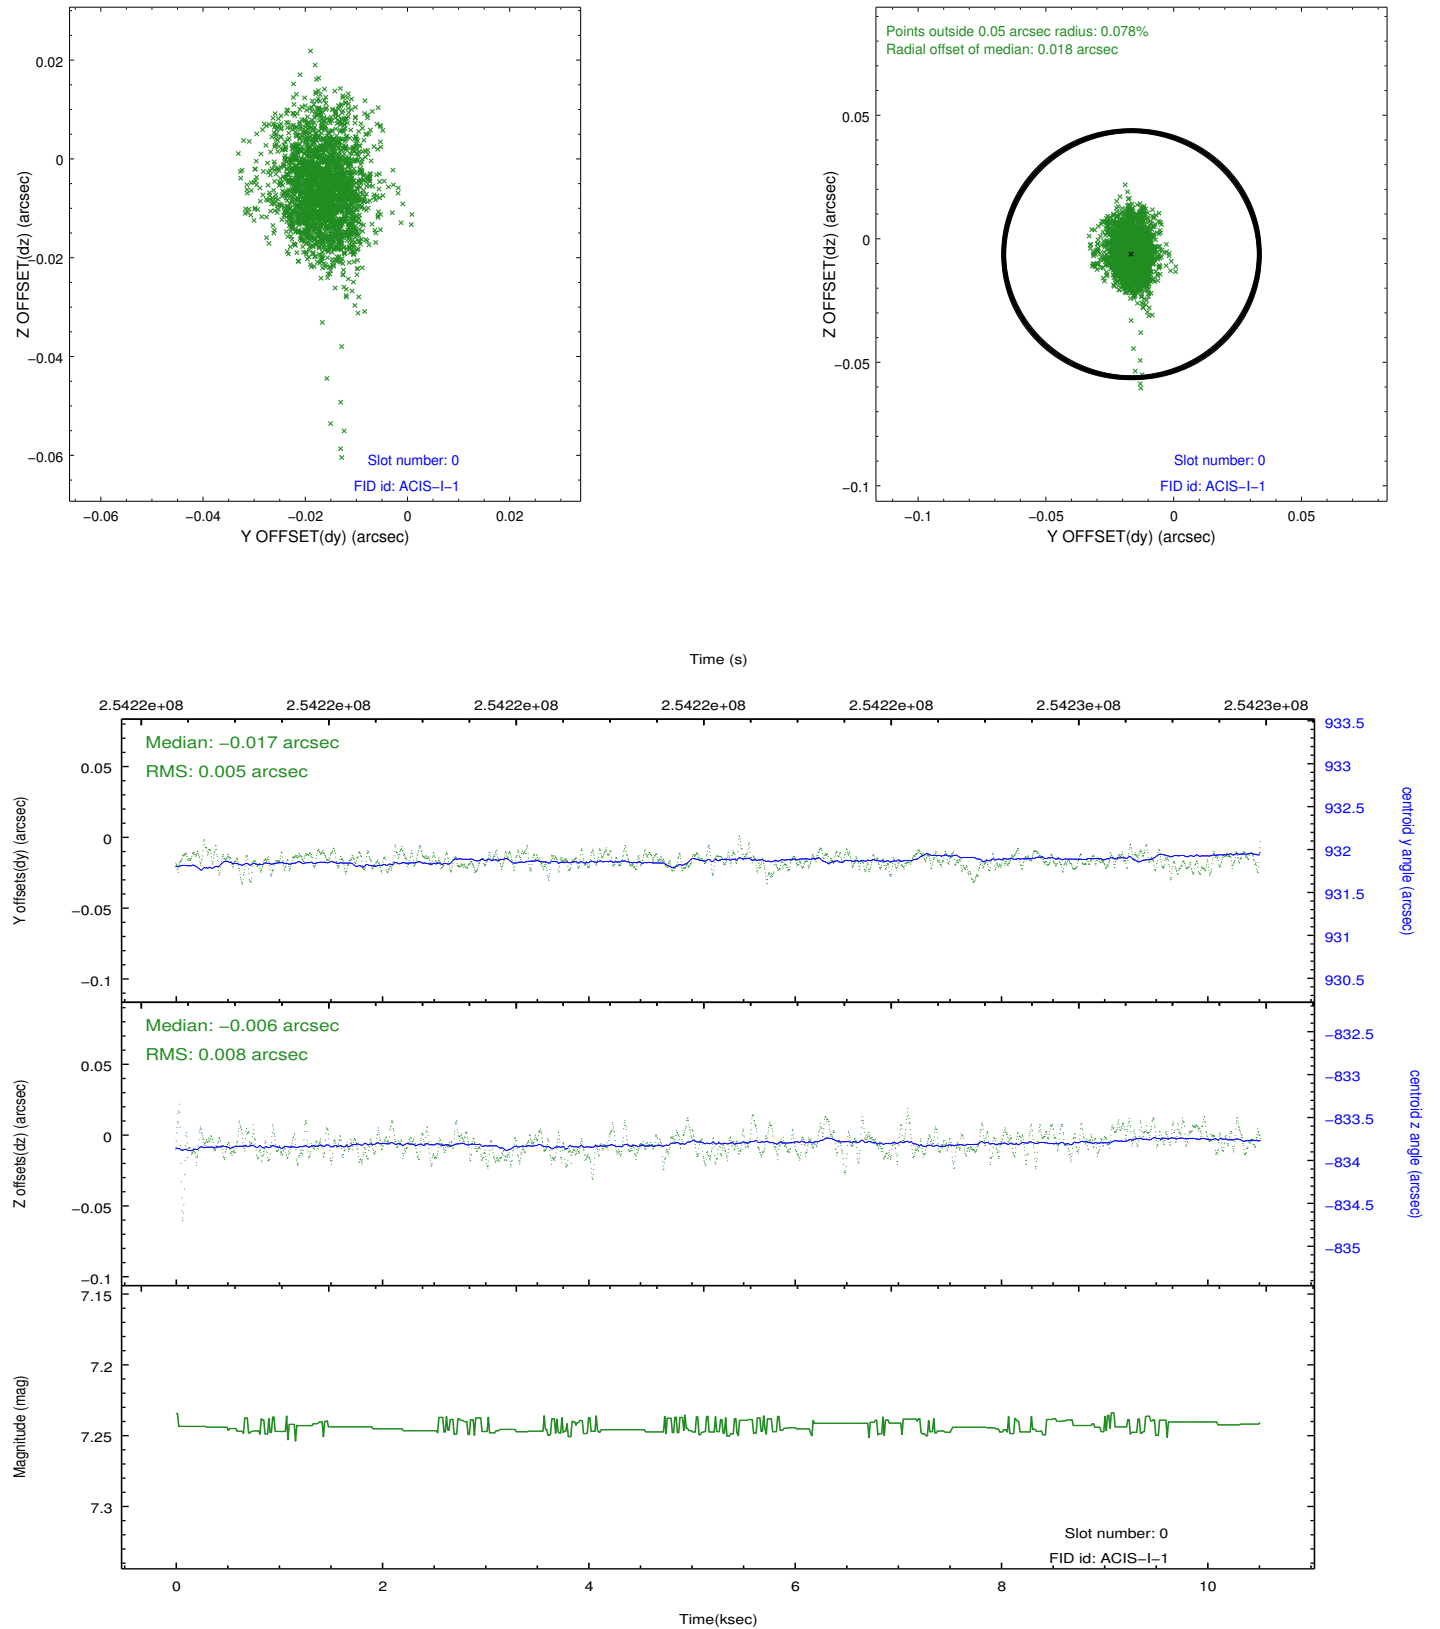 0.02
0
−0.02
−0.04
−0.06
Z OFFSET(dz) (arcsec)
Slot number: 0
FID id: ACIS−I−1
−0.06
−0.04
−0.02
0
0.02
Y OFFSET(dy) (arcsec)
Points outside 0.05 arcsec radius: 0.078%
Radial offset of median: 0.018 arcsec
0.05
0
−0.05
−0.1
Z OFFSET(dz) (arcsec)
Slot number: 0
FID id: ACIS−I−1
−0.1
−0.05
0
0.05
Y OFFSET(dy) (arcsec)
Time (s)
2.5422e+08
2.5422e+08
2.5422e+08
2.5422e+08
2.5422e+08
2.5423e+08
2.5423e+08
Median: −0.017 arcsec
RMS: 0.005 arcsec
0.05
0
−0.05
−0.1
Y offsets(dy) (arcsec)
933.5
933
932.5
932
931.5
931
930.5
centroid y angle (arcsec)
Median: −0.006 arcsec
RMS: 0.008 arcsec
0.05
0
−0.05
−0.1
Z offsets(dz) (arcsec)
−832.5
−833
−833.5
−834
−834.5
−835
centroid z angle (arcsec)
7.15
7.2
7.25
7.3
Magnitude (mag)
Slot number: 0
FID id: ACIS−I−1
0
2
4
6
8
10
Time(ksec)